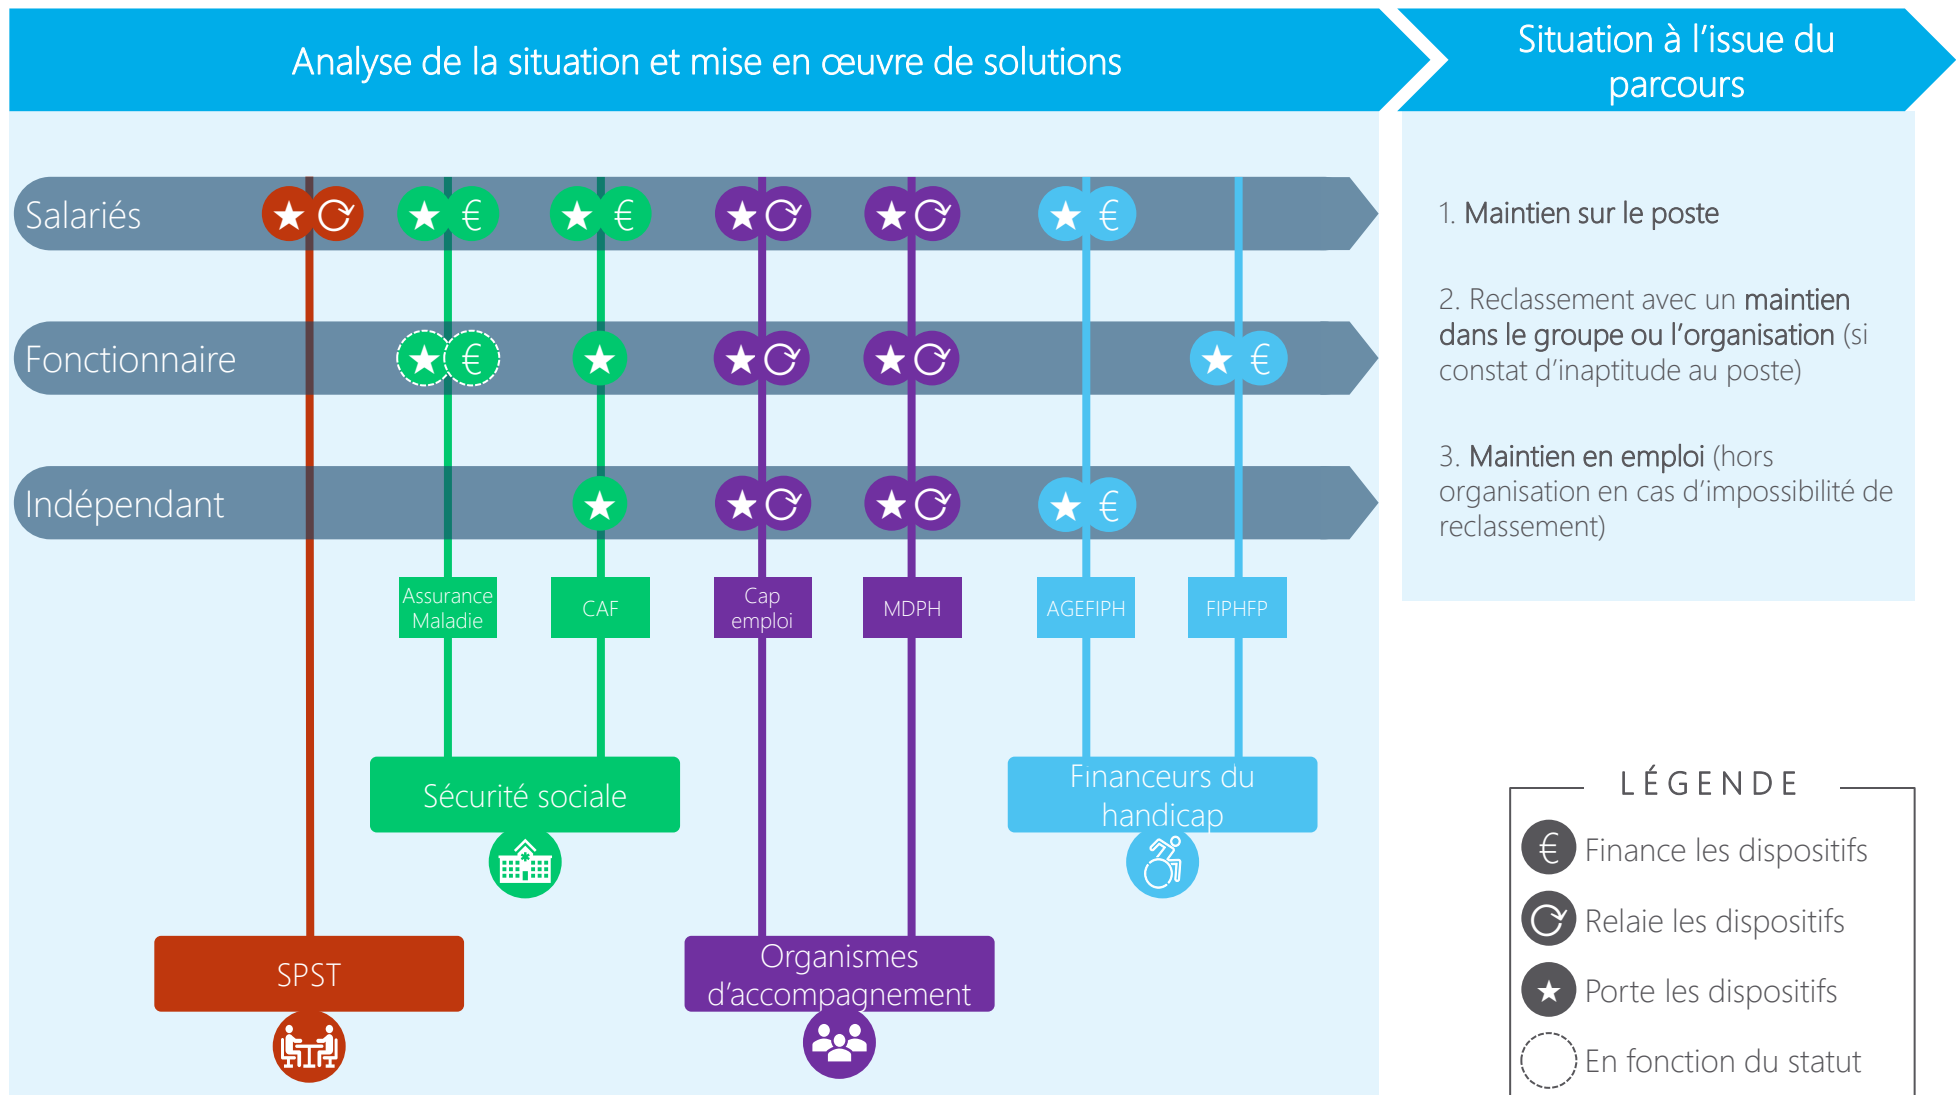 Analyse de la situation et mise en œuvre de solutions
Situation à l'issue du
parcours
Salariés
€
€
€
Fonctionnaire
€
€
Indépendant
€
Assurance
Maladie
CAF
Cap
emploi
MDPH
AGEFIPH
FIPHFP
Sécurité sociale
Financeurs du
handicap
SPST
Organismes
d'accompagnement
1. Maintien sur le poste
2. Reclassement avec un maintien
dans le groupe ou l'organisation (si
constat d'inaptitude au poste)
3. Maintien en emploi (hors
organisation en cas d'impossibilité de
reclassement)
LÉGENDE
€ Finance les dispositifs
Relaie les dispositifs
Porte les dispositifs
En fonction du statut